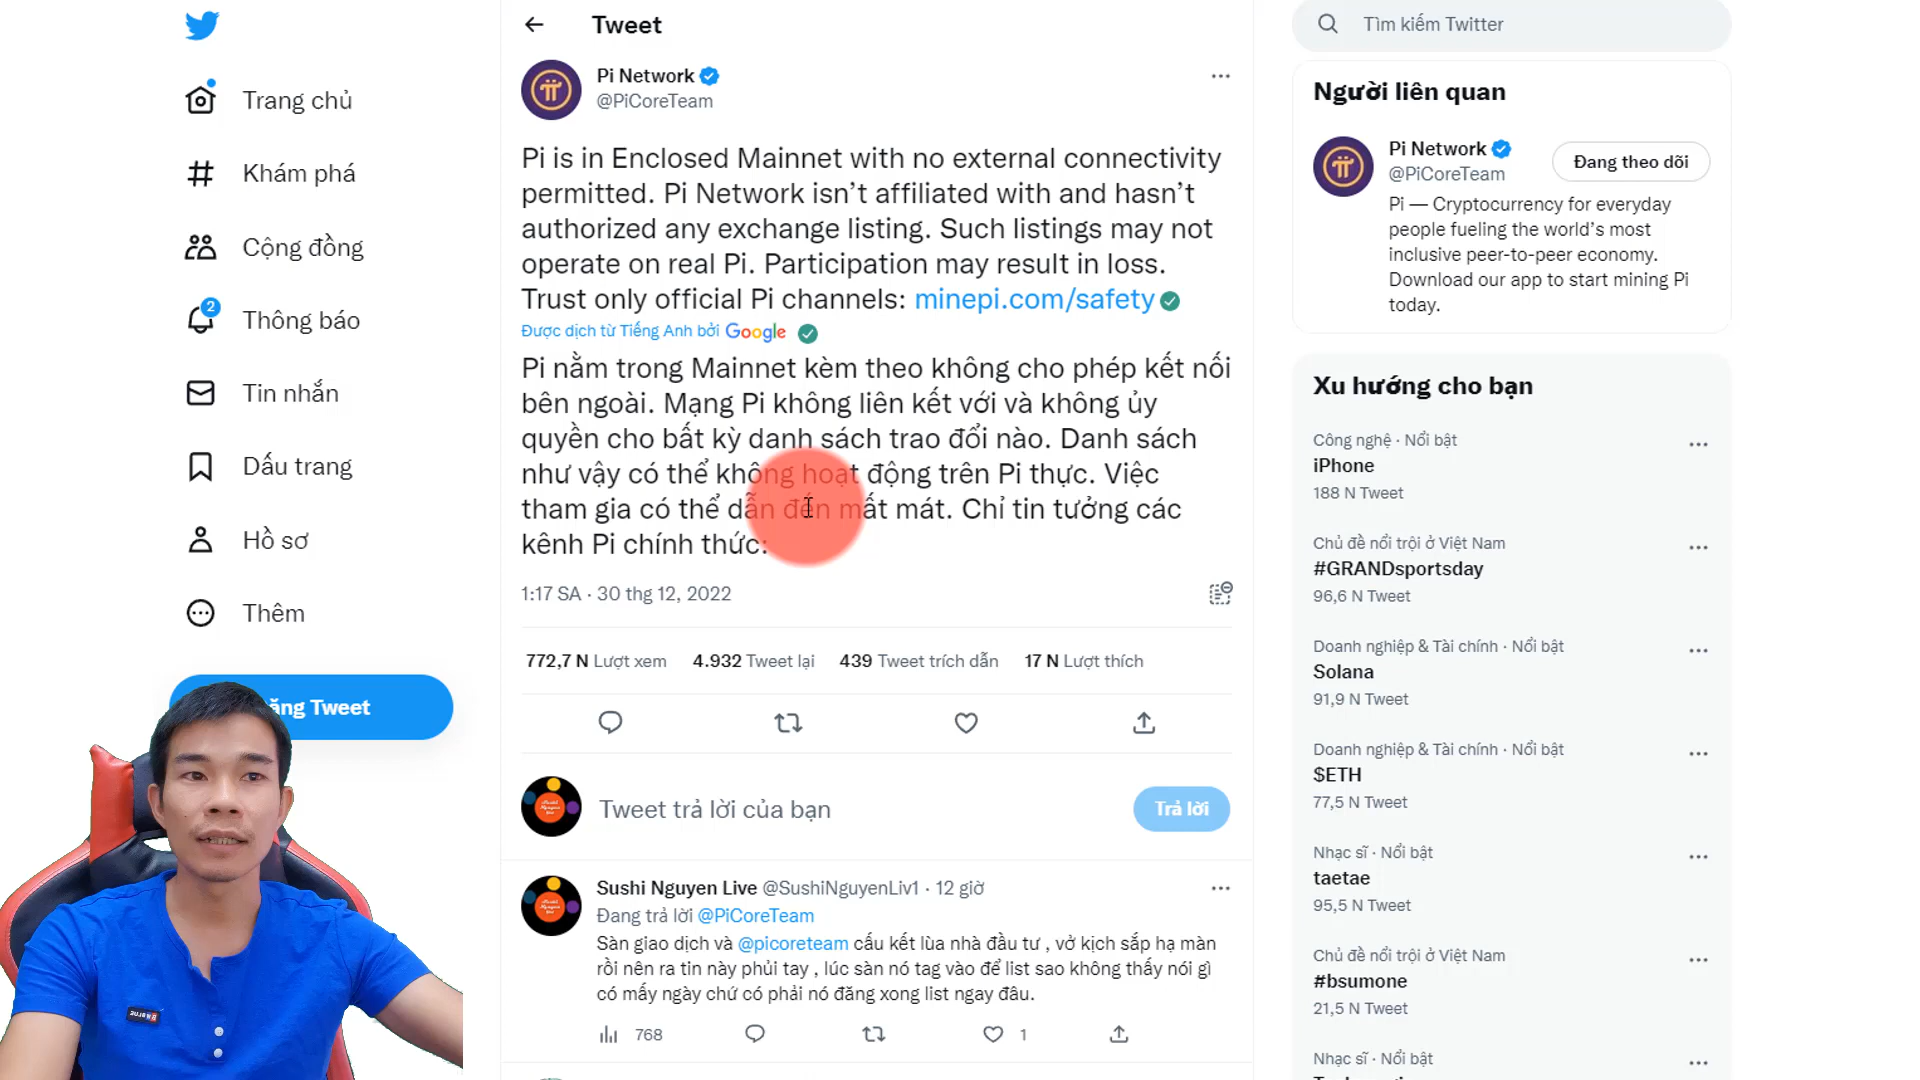 Trang chủ
Khám phá
Cộng đồng
2
Thông báo
Tin nhắn
Dấu trang
Hồ sơ
Thêm
Tweet
Tweet
Pi Network
@PiCoreTeam
Pi is in Enclosed Mainnet with no external connectivity
permitted. Pi Network isn’t affiliated with and hasn’t
authorized any exchange listing. Such listings may not
operate on real Pi. Participation may result in loss.
Trust only official Pi channels: minepi.com/safety
Được dịch từ Tiếng Anh bởi Google
Pi nằm trong Mainnet kèm theo không cho phép kết nối
bên ngoài. Mạng Pi không liên kết với và không ủy
quyền cho bất kỳ danh sách trao đổi nào. Danh sách
như vậy có thể không hoạt động trên Pi thực. Việc
tham gia có thể dẫn đến mất mát. Chỉ tin tưởng các
kênh Pi chính thức:
1:17 SA · 30 thg 12, 2022
772,7 N Lượt xem 4.932 Tweet lại 439 Tweet trích dẫn 17 N Lượt thích
Tweet trả lời của bạn
Trả lời
Sushi Nguyen Live @SushiNguyenLiv1 · 12 giờ
Đang trả lời @PiCoreTeam
Sàn giao dịch và @picoreteam cấu kết lùa nhà đầu tư , vở kịch sắp hạ màn
rồi nên ra tin này phủi tay , lúc sàn nó tag vào để list sao không thấy nói gì
có mấy ngày chứ có phải nó đăng xong list ngay đâu.
768 1
Tìm kiếm Twitter
Người liên quan
Pi Network
@PiCoreTeam
Đang theo dõi
Pi — Cryptocurrency for everyday
people fueling the world’s most
inclusive peer-to-peer economy.
Download our app to start mining Pi
today.
Xu hướng cho bạn
Công nghệ · Nổi bật
iPhone
188 N Tweet
Chủ đề nổi trội ở Việt Nam
#GRANDsportsday
96,6 N Tweet
Doanh nghiệp & Tài chính · Nổi bật
Solana
91,9 N Tweet
Doanh nghiệp & Tài chính · Nổi bật
$ETH
77,5 N Tweet
Nhạc sĩ · Nổi bật
taetae
95,5 N Tweet
Chủ đề nổi trội ở Việt Nam
#bsumone
21,5 N Tweet
Nhạc sĩ · Nổi bật